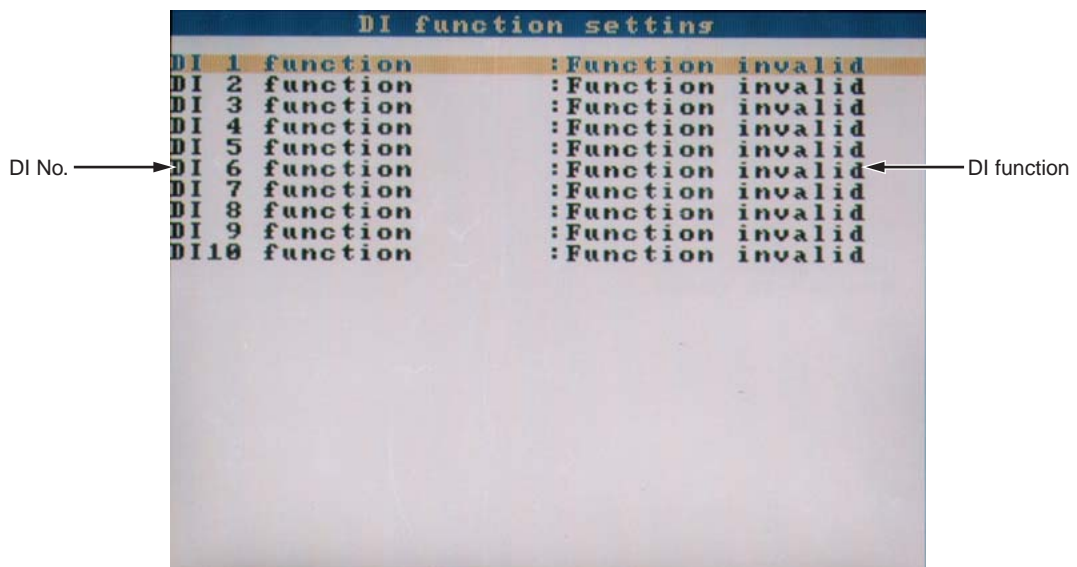 DI function setting
DI 1 function :Function invalid
DI 2 function :Function invalid
DI 3 function :Function invalid
DI 4 function :Function invalid
DI 5 function :Function invalid
DI No. DI 6 function :Function invalid DI function
DI 7 function :Function invalid
DI 8 function :Function invalid
DI 9 function :Function invalid
DI10 function :Function invalid